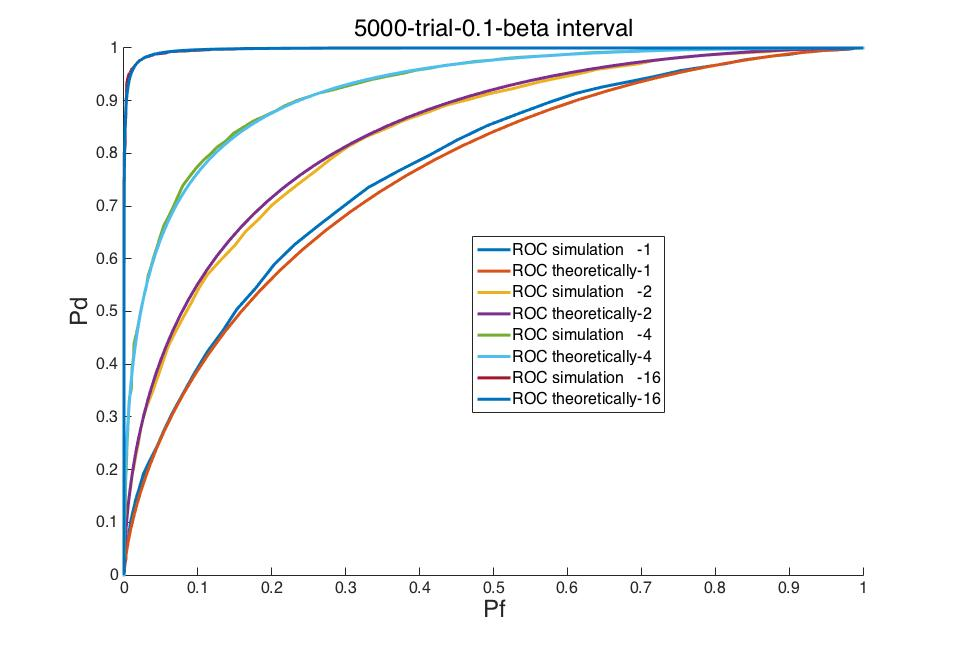 5000-trial-0.1-beta interval
1
0.9
0.8
0.7
0.6
0.5
0.4
0.3
0.2
0.1
0
Pd
ROC simulation -1
ROC theoretically-1
ROC simulation -2
ROC theoretically-2
ROC simulation -4
ROC theoretically-4
ROC simulation -16
ROC theoretically-16
0 0.1 0.2 0.3 0.4 0.5 0.6 0.7 0.8 0.9 1
Pf